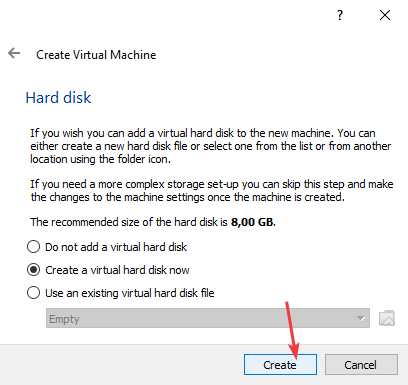 ?
Create Virtual Machine
Hard disk
If you wish you can add a virtual hard disk to the new machine. You can
either create a new hard disk file or select one from the list or from another
location using the folder icon.
If you need a more complex storage set-up you can skip this step and make
the changes to the machine settings once the machine is created.
The recommended size of the hard disk is 8,00 GB.
Do not add a virtual hard disk
Create a virtual hard disk now
Use an existing virtual hard disk file
Empty
Create
Cancel